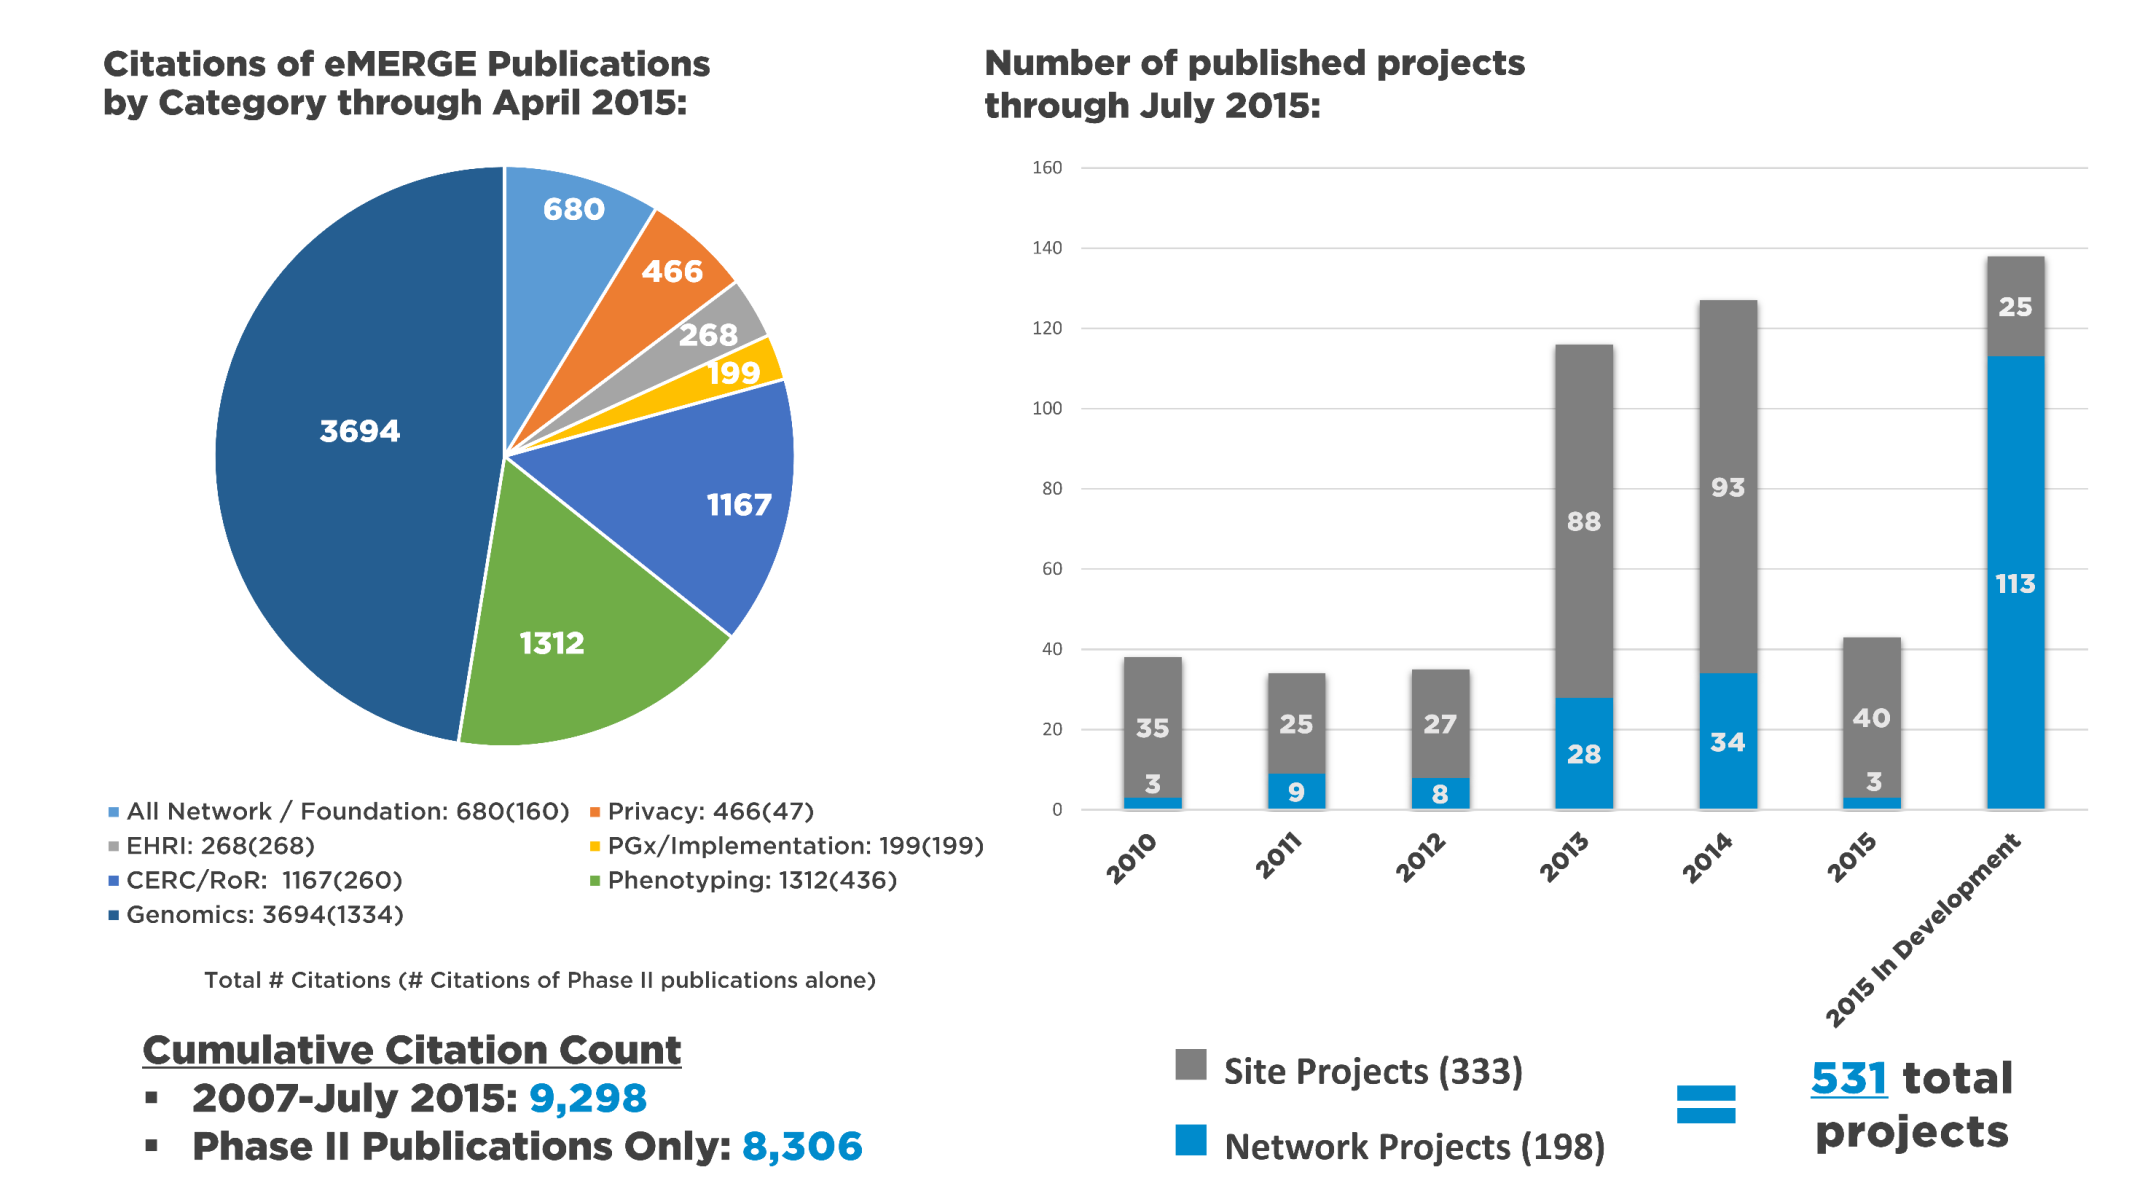 Citations of eMERGE Publications
by Category through April 2015:
680
466
268
199
1167
1312
3694
All Network / Foundation: 680(160)
Privacy: 466(47)
EHRI: 268(268)
PGx/Implementation: 199(199)
CERC/RoR: 1167(260)
Phenotyping: 1312(436)
Genomics: 3694(1334)
Total # Citations (# Citations of Phase II publications alone)
Cumulative Citation Count
▪ 2007-July 2015: 9,298
▪ Phase II Publications Only: 8,306
Number of published projects
through July 2015:
160
140
120
100
80
60
40
20
0
35
3
25
9
27
8
88
28
93
34
40
3
25
113
2010
2011
2012
2013
2014
2015
2015 In Development
Site Projects (333)
Network Projects (198)
=
531 total
projects